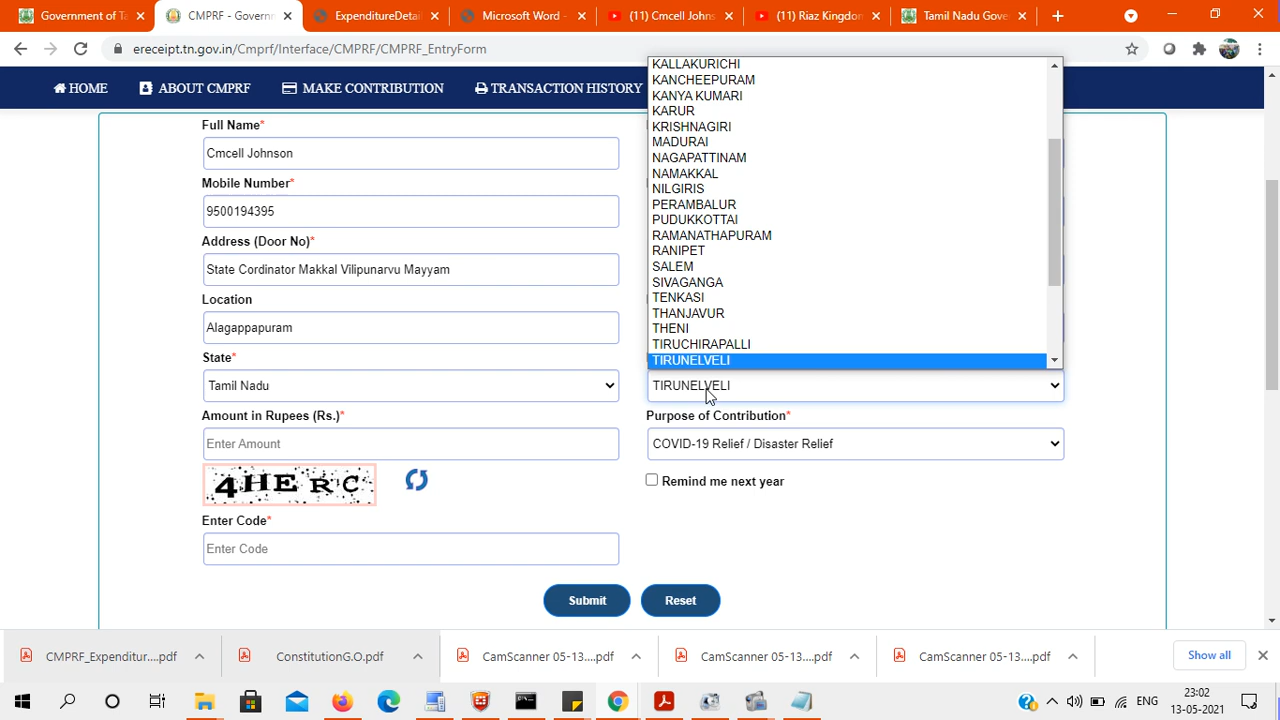 Government of Ta
CMPRF - Governm
ExpenditureDetai
Microsoft Word -
(11) Cmcell Johns
(11) Riaz Kingdon
Tamil Nadu Gove
ereceipt.tn.gov.in/Cmprf/Interface/CMPRF/CMPRF_EntryForm
HOME
ABOUT CMPRF
MAKE CONTRIBUTION
TRANSACTION HISTORY
Full Name*
Cmcell Johnson
Mobile Number*
9500194395
Address (Door No)*
State Cordinator Makkal Vilipunarvu Mayyam
Location
Alagappapuram
State*
Tamil Nadu
KALLAKURICHI
KANCHEEPURAM
KANYA KUMARI
KARUR
KRISHNAGIRI
MADURAI
NAGAPATTINAM
NAMAKKAL
NILGIRIS
PERAMBALUR
PUDUKKOTTAI
RAMANATHAPURAM
RANIPET
SALEM
SIVAGANGA
TENKASI
THANJAVUR
THENI
TIRUCHIRAPALLI
TIRUNELVELI
TIRUNELVELI
Amount in Rupees (Rs.)*
Enter Amount
Purpose of Contribution*
COVID-19 Relief / Disaster Relief
4HERC
Remind me next year
Enter Code*
Enter Code
Submit
Reset
CMPRF_Expenditur....pdf
ConstitutionG.O.pdf
CamScanner 05-13....pdf
CamScanner 05-13....pdf
CamScanner 05-13....pdf
Show all
ENG
23:02
13-05-2021